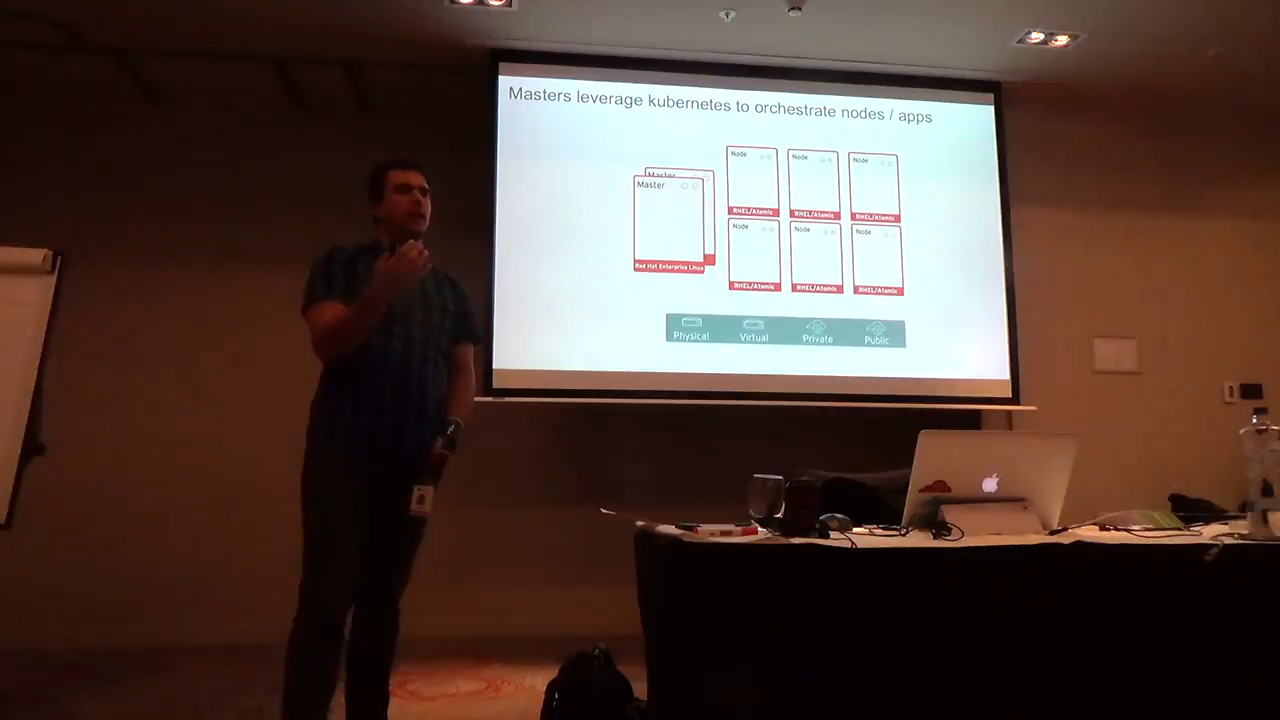 Masters leverage kubernetes to orchestrate nodes / apps
Master
Master
Red Hat Enterprise Linux
Node
Node
Node
RHEL/Atomic
RHEL/Atomic
RHEL/Atomic
Node
Node
Node
RHEL/Atomic
RHEL/Atomic
RHEL/Atomic
Physical
Virtual
Private
Public